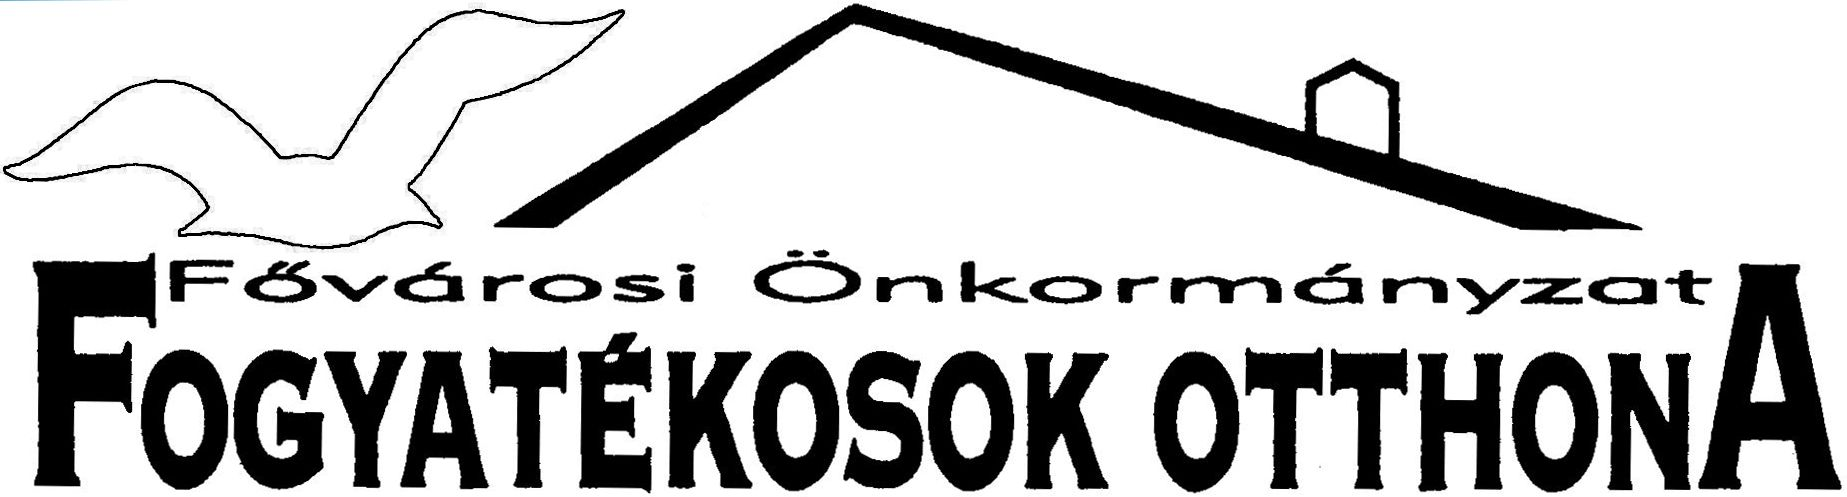 Fővárosi Önkormányzat
FOGYATÉKOSOK OTTHONA